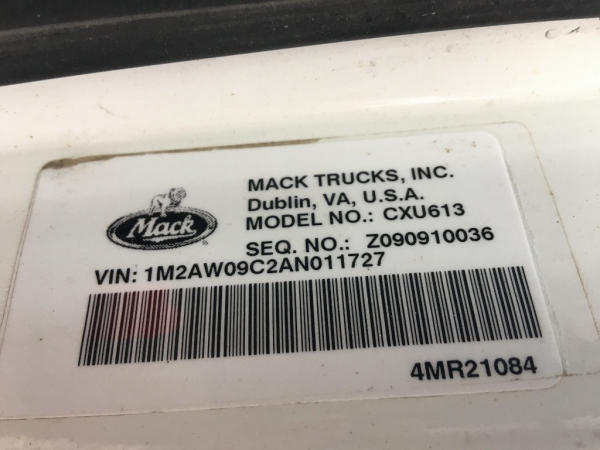 MACK TRUCKS, INC.
Dublin, VA, U.S.A.
MODEL NO.: CXU613
Mack
SEQ. NO.: Z090910036
VIN: 1M2AW09C2AN011727
4MR21084